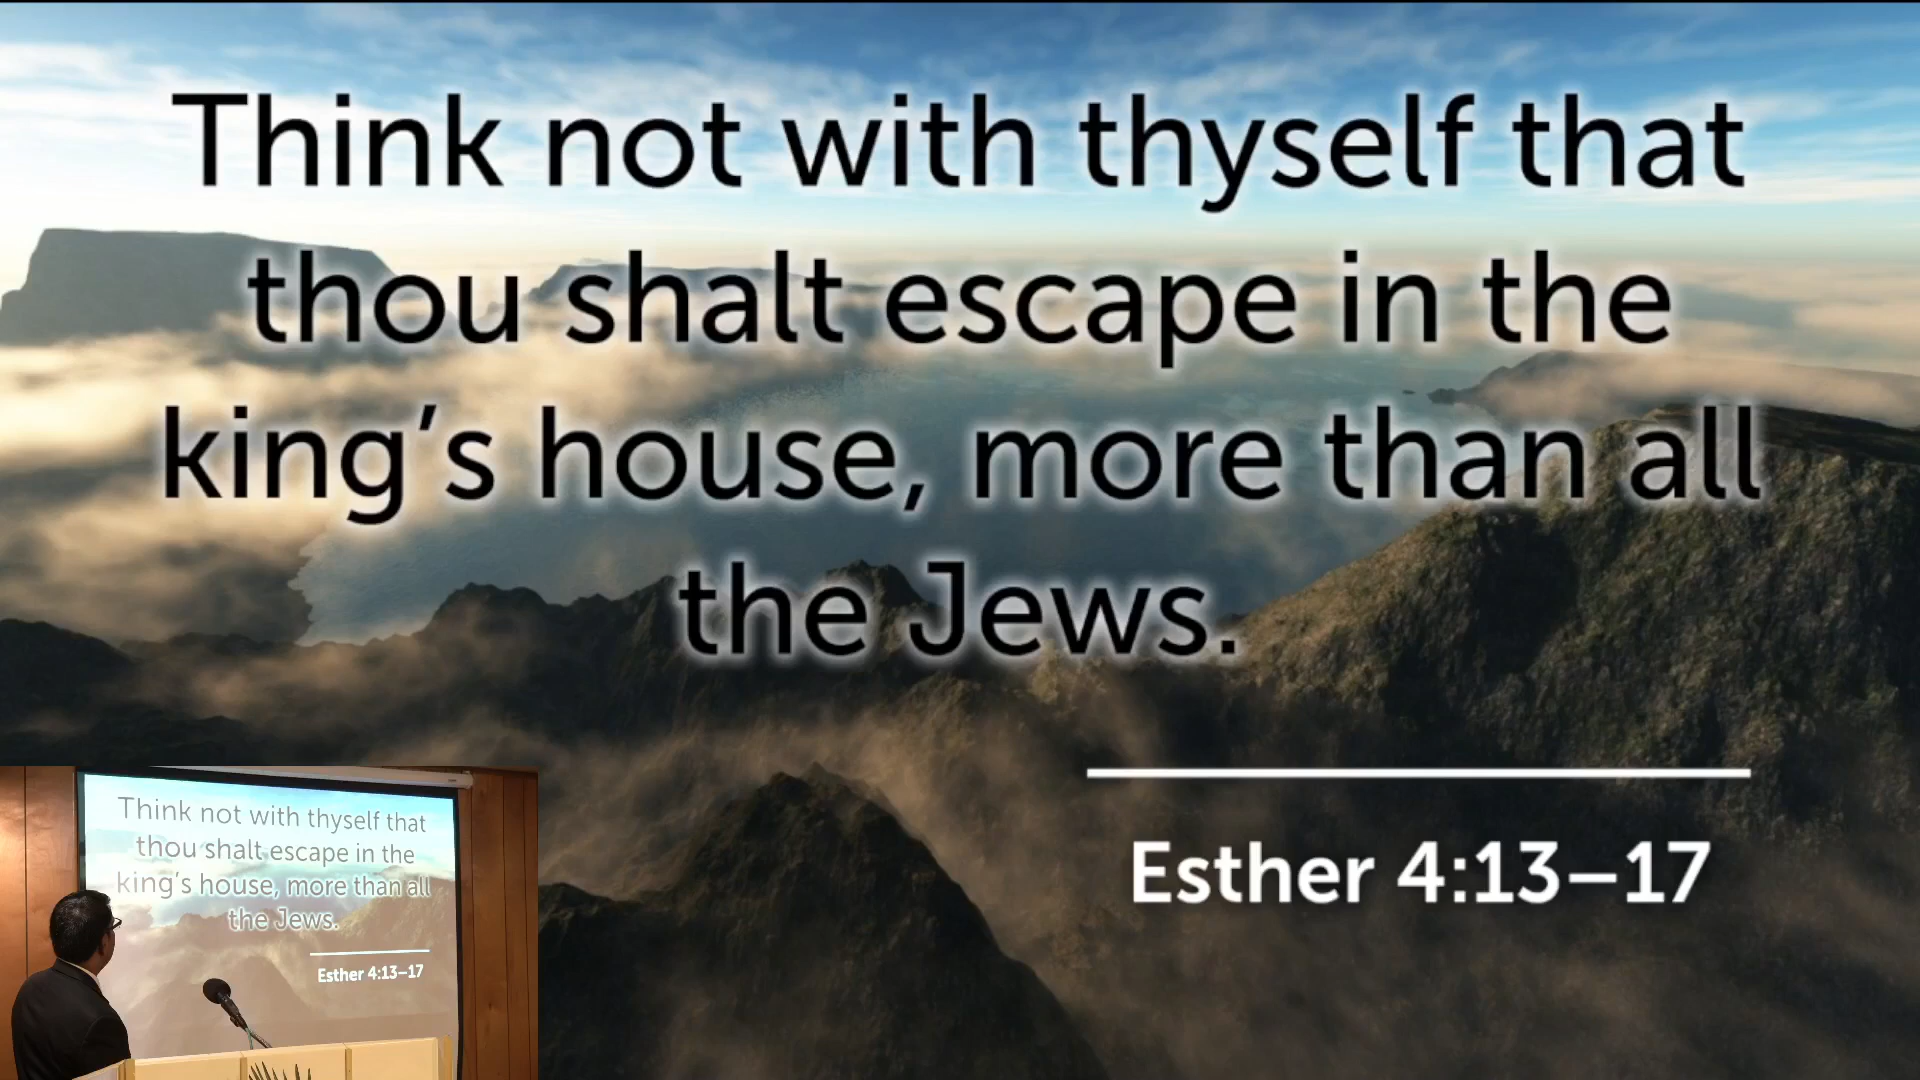 Think not with thyself that
thou shalt escape in the
king’s house, more than all
the Jews.
Esther 4:13–17
Think not with thyself that
thou shalt escape in the
king's house, more than all
the Jews.
Esther 4:13–17